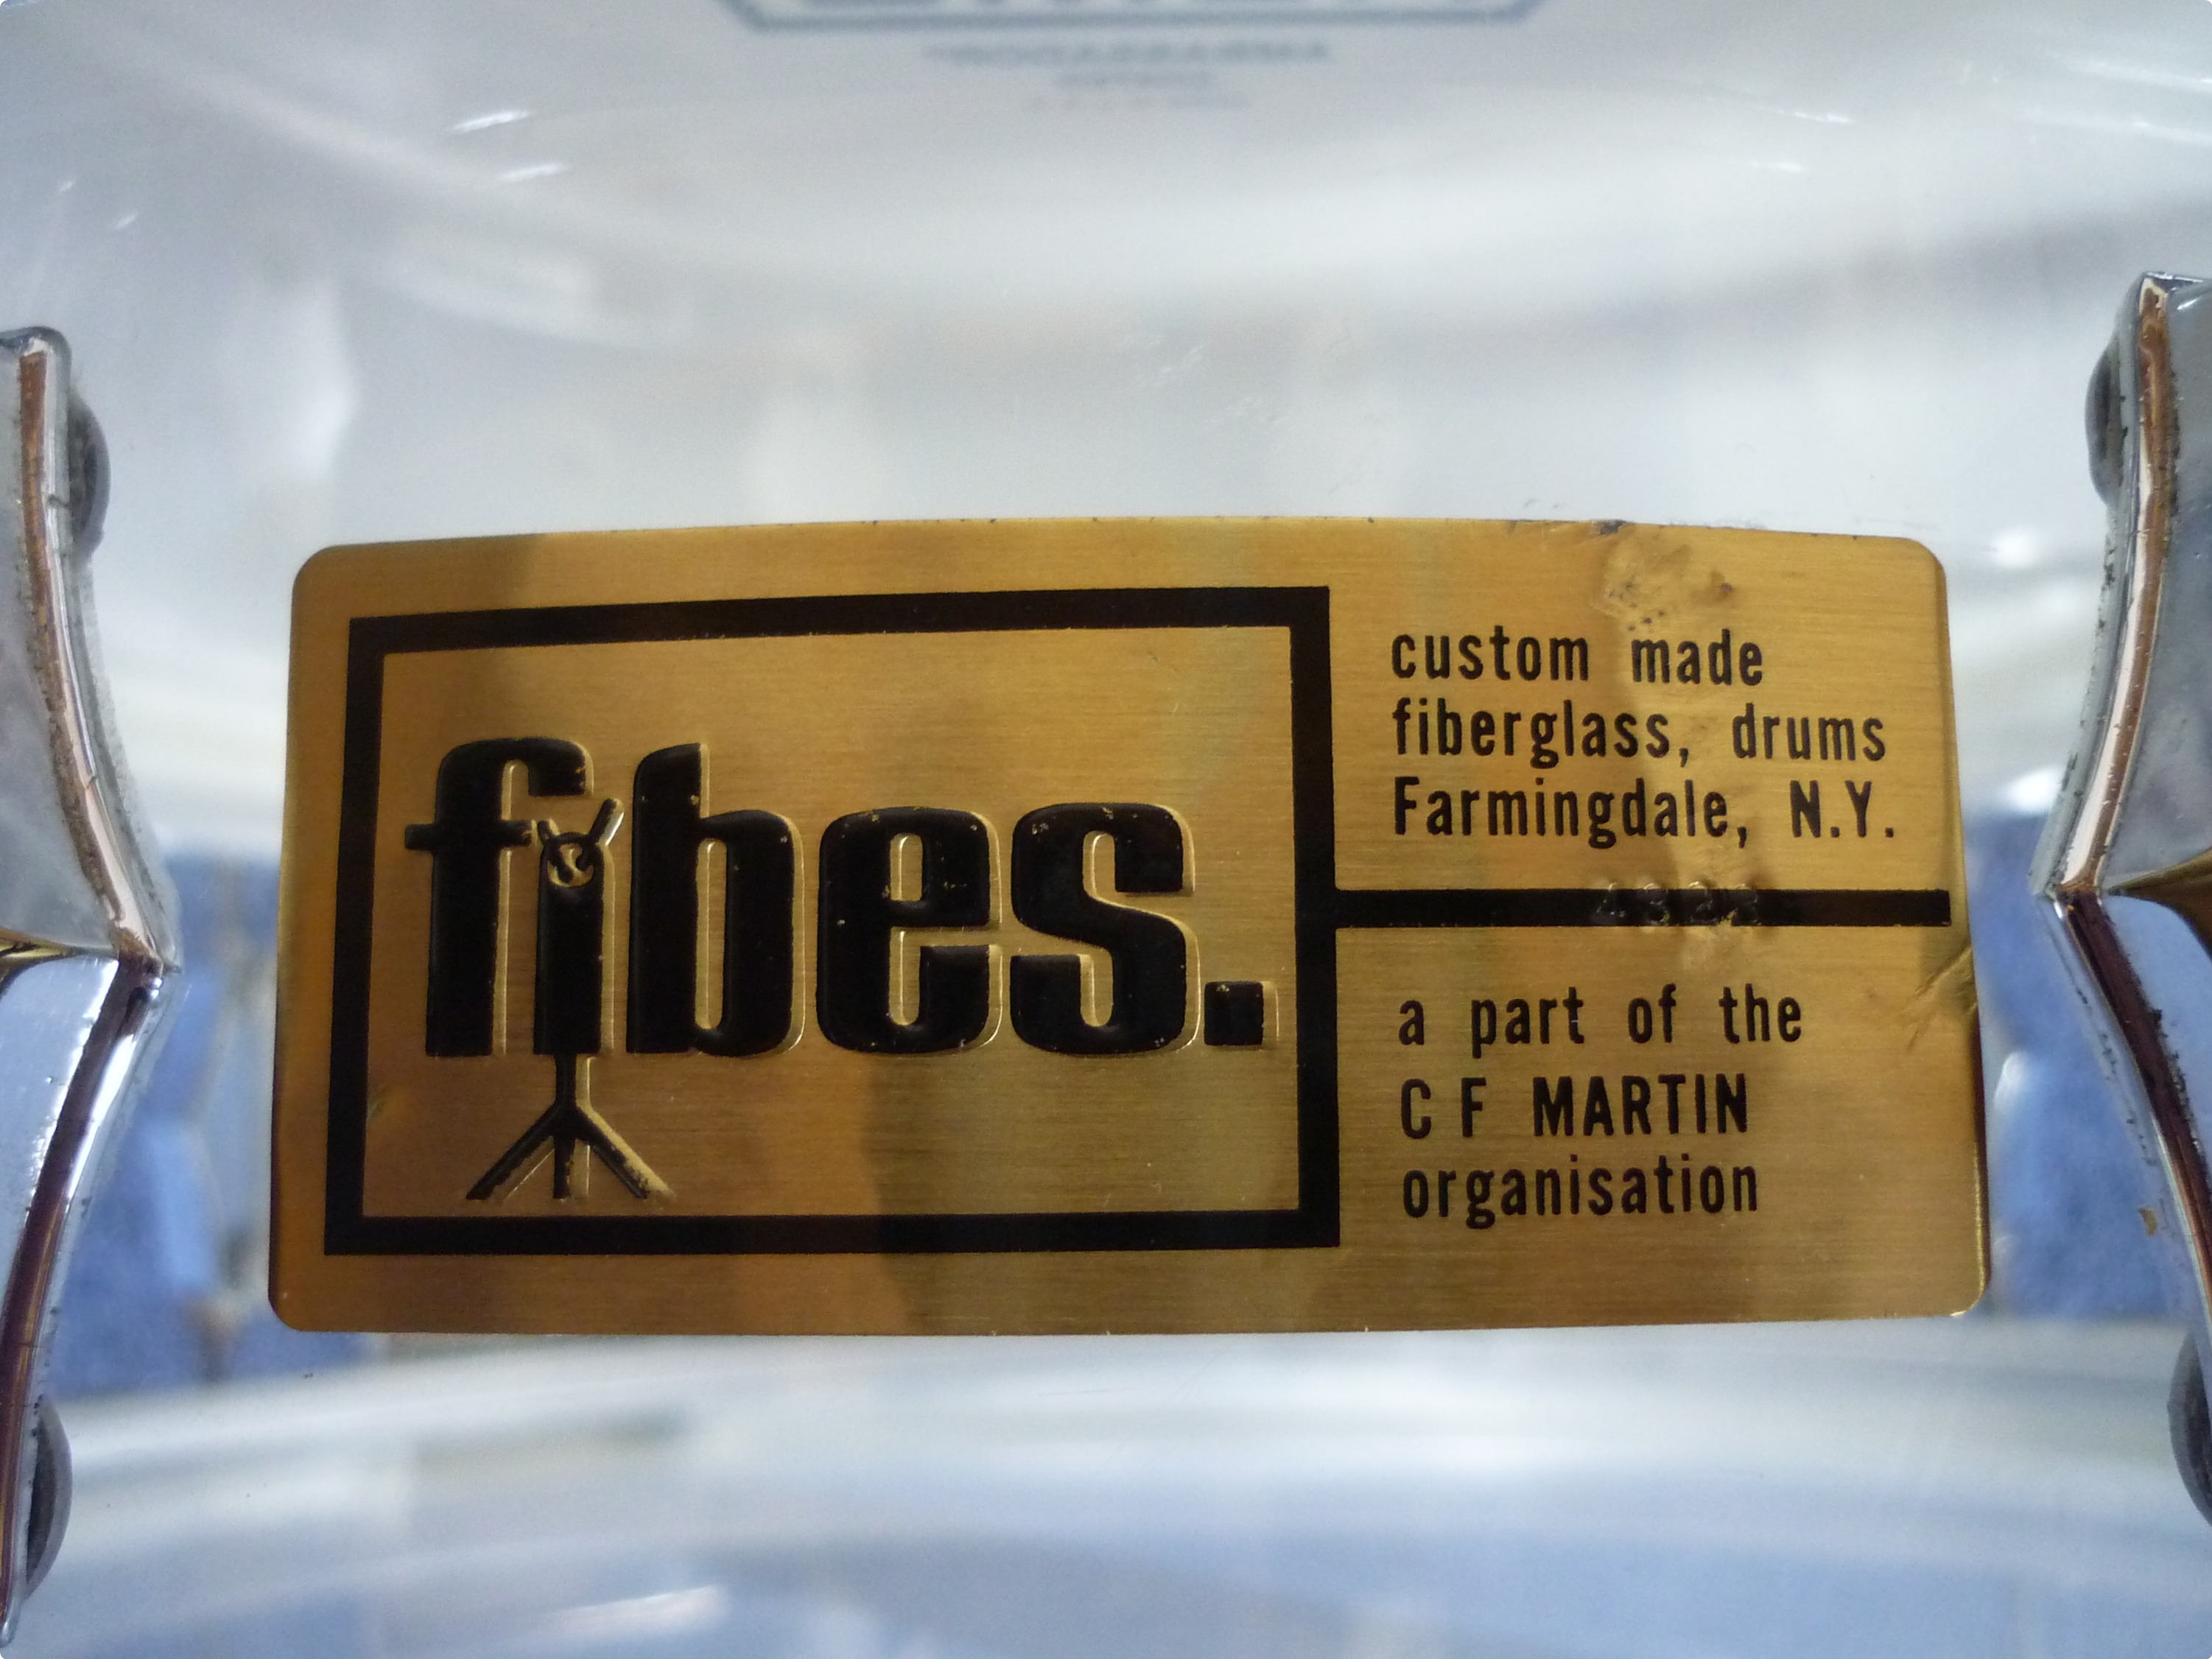 fibes.
custom made
fiberglass, drums
Farmingdale, N.Y.
a part of the
C F MARTIN
organisation